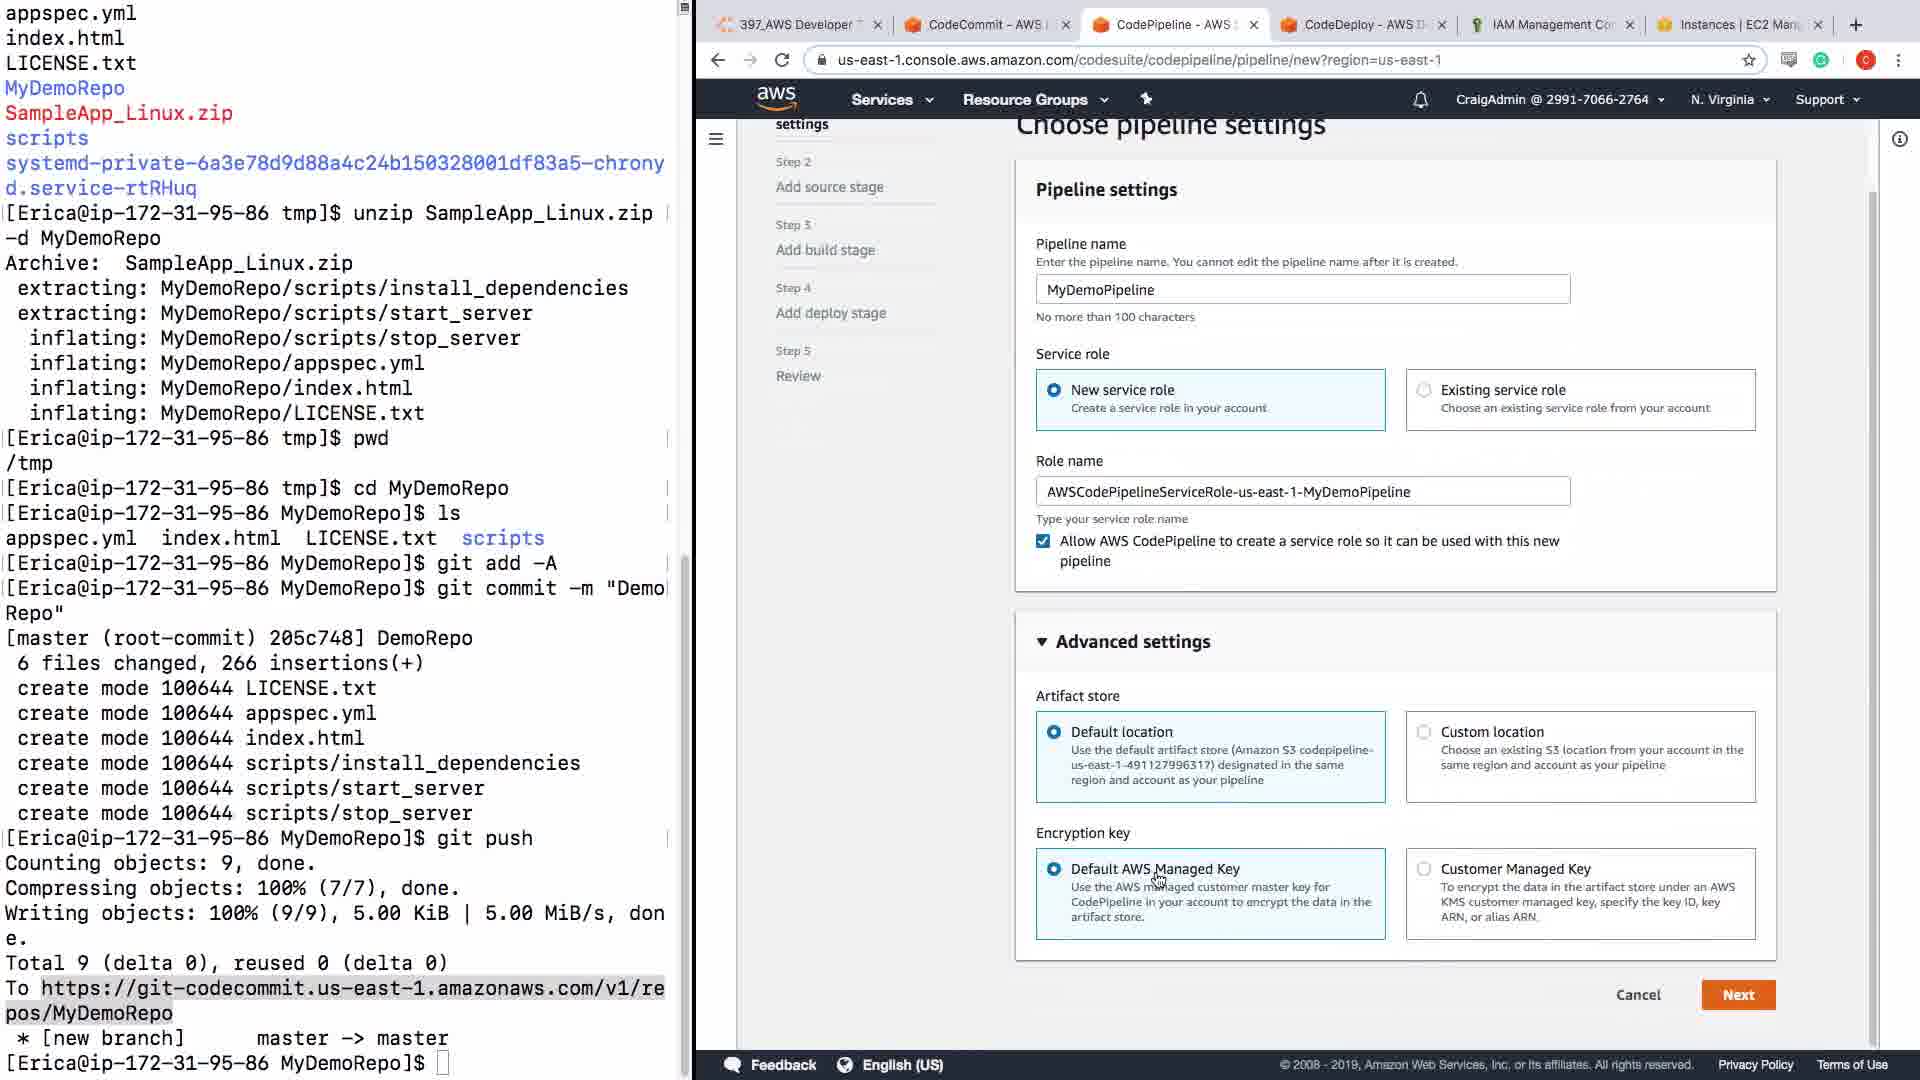 appspec.yml
index.html
LICENSE.txt
MyDemoRepo
SampleApp_Linux.zip
scripts
systemd-private-6a3e78d9d88a4c24b150328001df83a5-chrony
d.service-rtRHuq
[Erica@ip-172-31-95-86 tmp]$ unzip SampleApp_Linux.zip
-d MyDemoRepo
Archive:  SampleApp_Linux.zip
 extracting: MyDemoRepo/scripts/install_dependencies
 extracting: MyDemoRepo/scripts/start_server
  inflating: MyDemoRepo/scripts/stop_server
  inflating: MyDemoRepo/appspec.yml
  inflating: MyDemoRepo/index.html
  inflating: MyDemoRepo/LICENSE.txt
[Erica@ip-172-31-95-86 tmp]$ pwd
/tmp
[Erica@ip-172-31-95-86 tmp]$ cd MyDemoRepo
[Erica@ip-172-31-95-86 MyDemoRepo]$ ls
appspec.yml  index.html  LICENSE.txt  scripts
[Erica@ip-172-31-95-86 MyDemoRepo]$ git add -A
[Erica@ip-172-31-95-86 MyDemoRepo]$ git commit -m "Demo
Repo"
[master (root-commit) 205c748] DemoRepo
 6 files changed, 266 insertions(+)
 create mode 100644 LICENSE.txt
 create mode 100644 appspec.yml
 create mode 100644 index.html
 create mode 100644 scripts/install_dependencies
 create mode 100644 scripts/start_server
 create mode 100644 scripts/stop_server
[Erica@ip-172-31-95-86 MyDemoRepo]$ git push
Counting objects: 9, done.
Compressing objects: 100% (7/7), done.
Writing objects: 100% (9/9), 5.00 KiB | 5.00 MiB/s, don
e.
Total 9 (delta 0), reused 0 (delta 0)
To https://git-codecommit.us-east-1.amazonaws.com/v1/re
pos/MyDemoRepo
 * [new branch]      master -> master
[Erica@ip-172-31-95-86 MyDemoRepo]$
397_AWS Developer
CodeCommit - AWS
CodePipeline - AWS
CodeDeploy - AWS
IAM Management Co
Instances | EC2 Man
us-east-1.console.aws.amazon.com/codesuite/codepipeline/pipeline/new?region=us-east-1
C
aws
Services
Resource Groups
CraigAdmin @ 2991-7066-2764
N. Virginia
Support
settings
Step 2
Add source stage
Step 3
Add build stage
Step 4
Add deploy stage
Step 5
Review
Choose pipeline settings
Pipeline settings
Pipeline name
Enter the pipeline name. You cannot edit the pipeline name after it is created.
MyDemoPipeline
No more than 100 characters
Service role
New service role
Create a service role in your account
Existing service role
Choose an existing service role from your account
Role name
AWSCodePipelineServiceRole-us-east-1-MyDemoPipeline
Type your service role name
Allow AWS CodePipeline to create a service role so it can be used with this new
pipeline
Advanced settings
Artifact store
Default location
Use the default artifact store (Amazon S3 codepipeline-
us-east-1-491127996317) designated in the same
region and account as your pipeline
Custom location
Choose an existing S3 location from your account in the
same region and account as your pipeline
Encryption key
Default AWS Managed Key
Use the AWS managed customer master key for
CodePipeline in your account to encrypt the data in the
artifact store.
Customer Managed Key
To encrypt the data in the artifact store under an AWS
KMS customer managed key, specify the key ID, key
ARN, or alias ARN.
Cancel
Next
Feedback
English (US)
© 2008 - 2019, Amazon Web Services, Inc. or its affiliates. All rights reserved.
Privacy Policy
Terms of Use